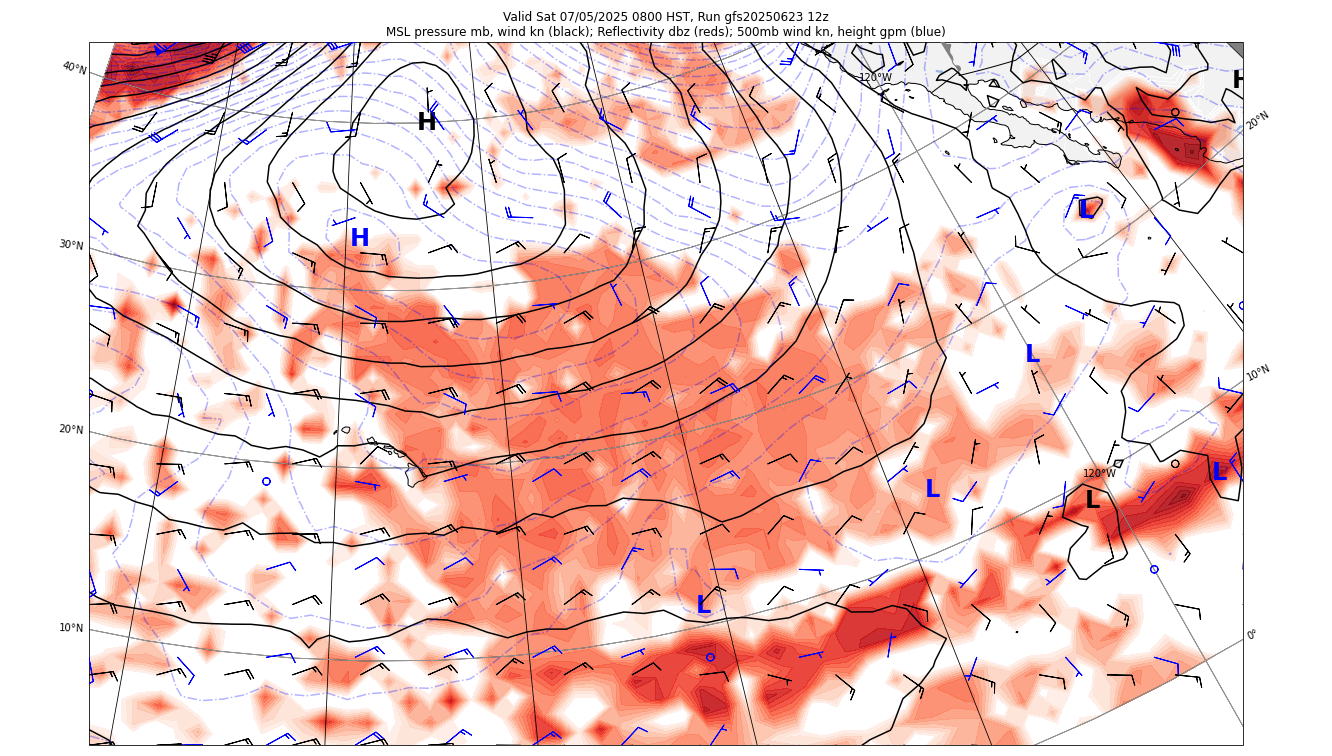 Valid Sat 07/05/2025 0800 HST, Run gfs20250623 12z
MSL pressure mb, wind kn (black); Reflectivity dbz (reds); 500mb wind kn, height gpm (blue)
40°N
120°W
H
20°N
H
L
H
30°N
L
10°N
20°N
120°W
L
L
L
L
10°N
0°